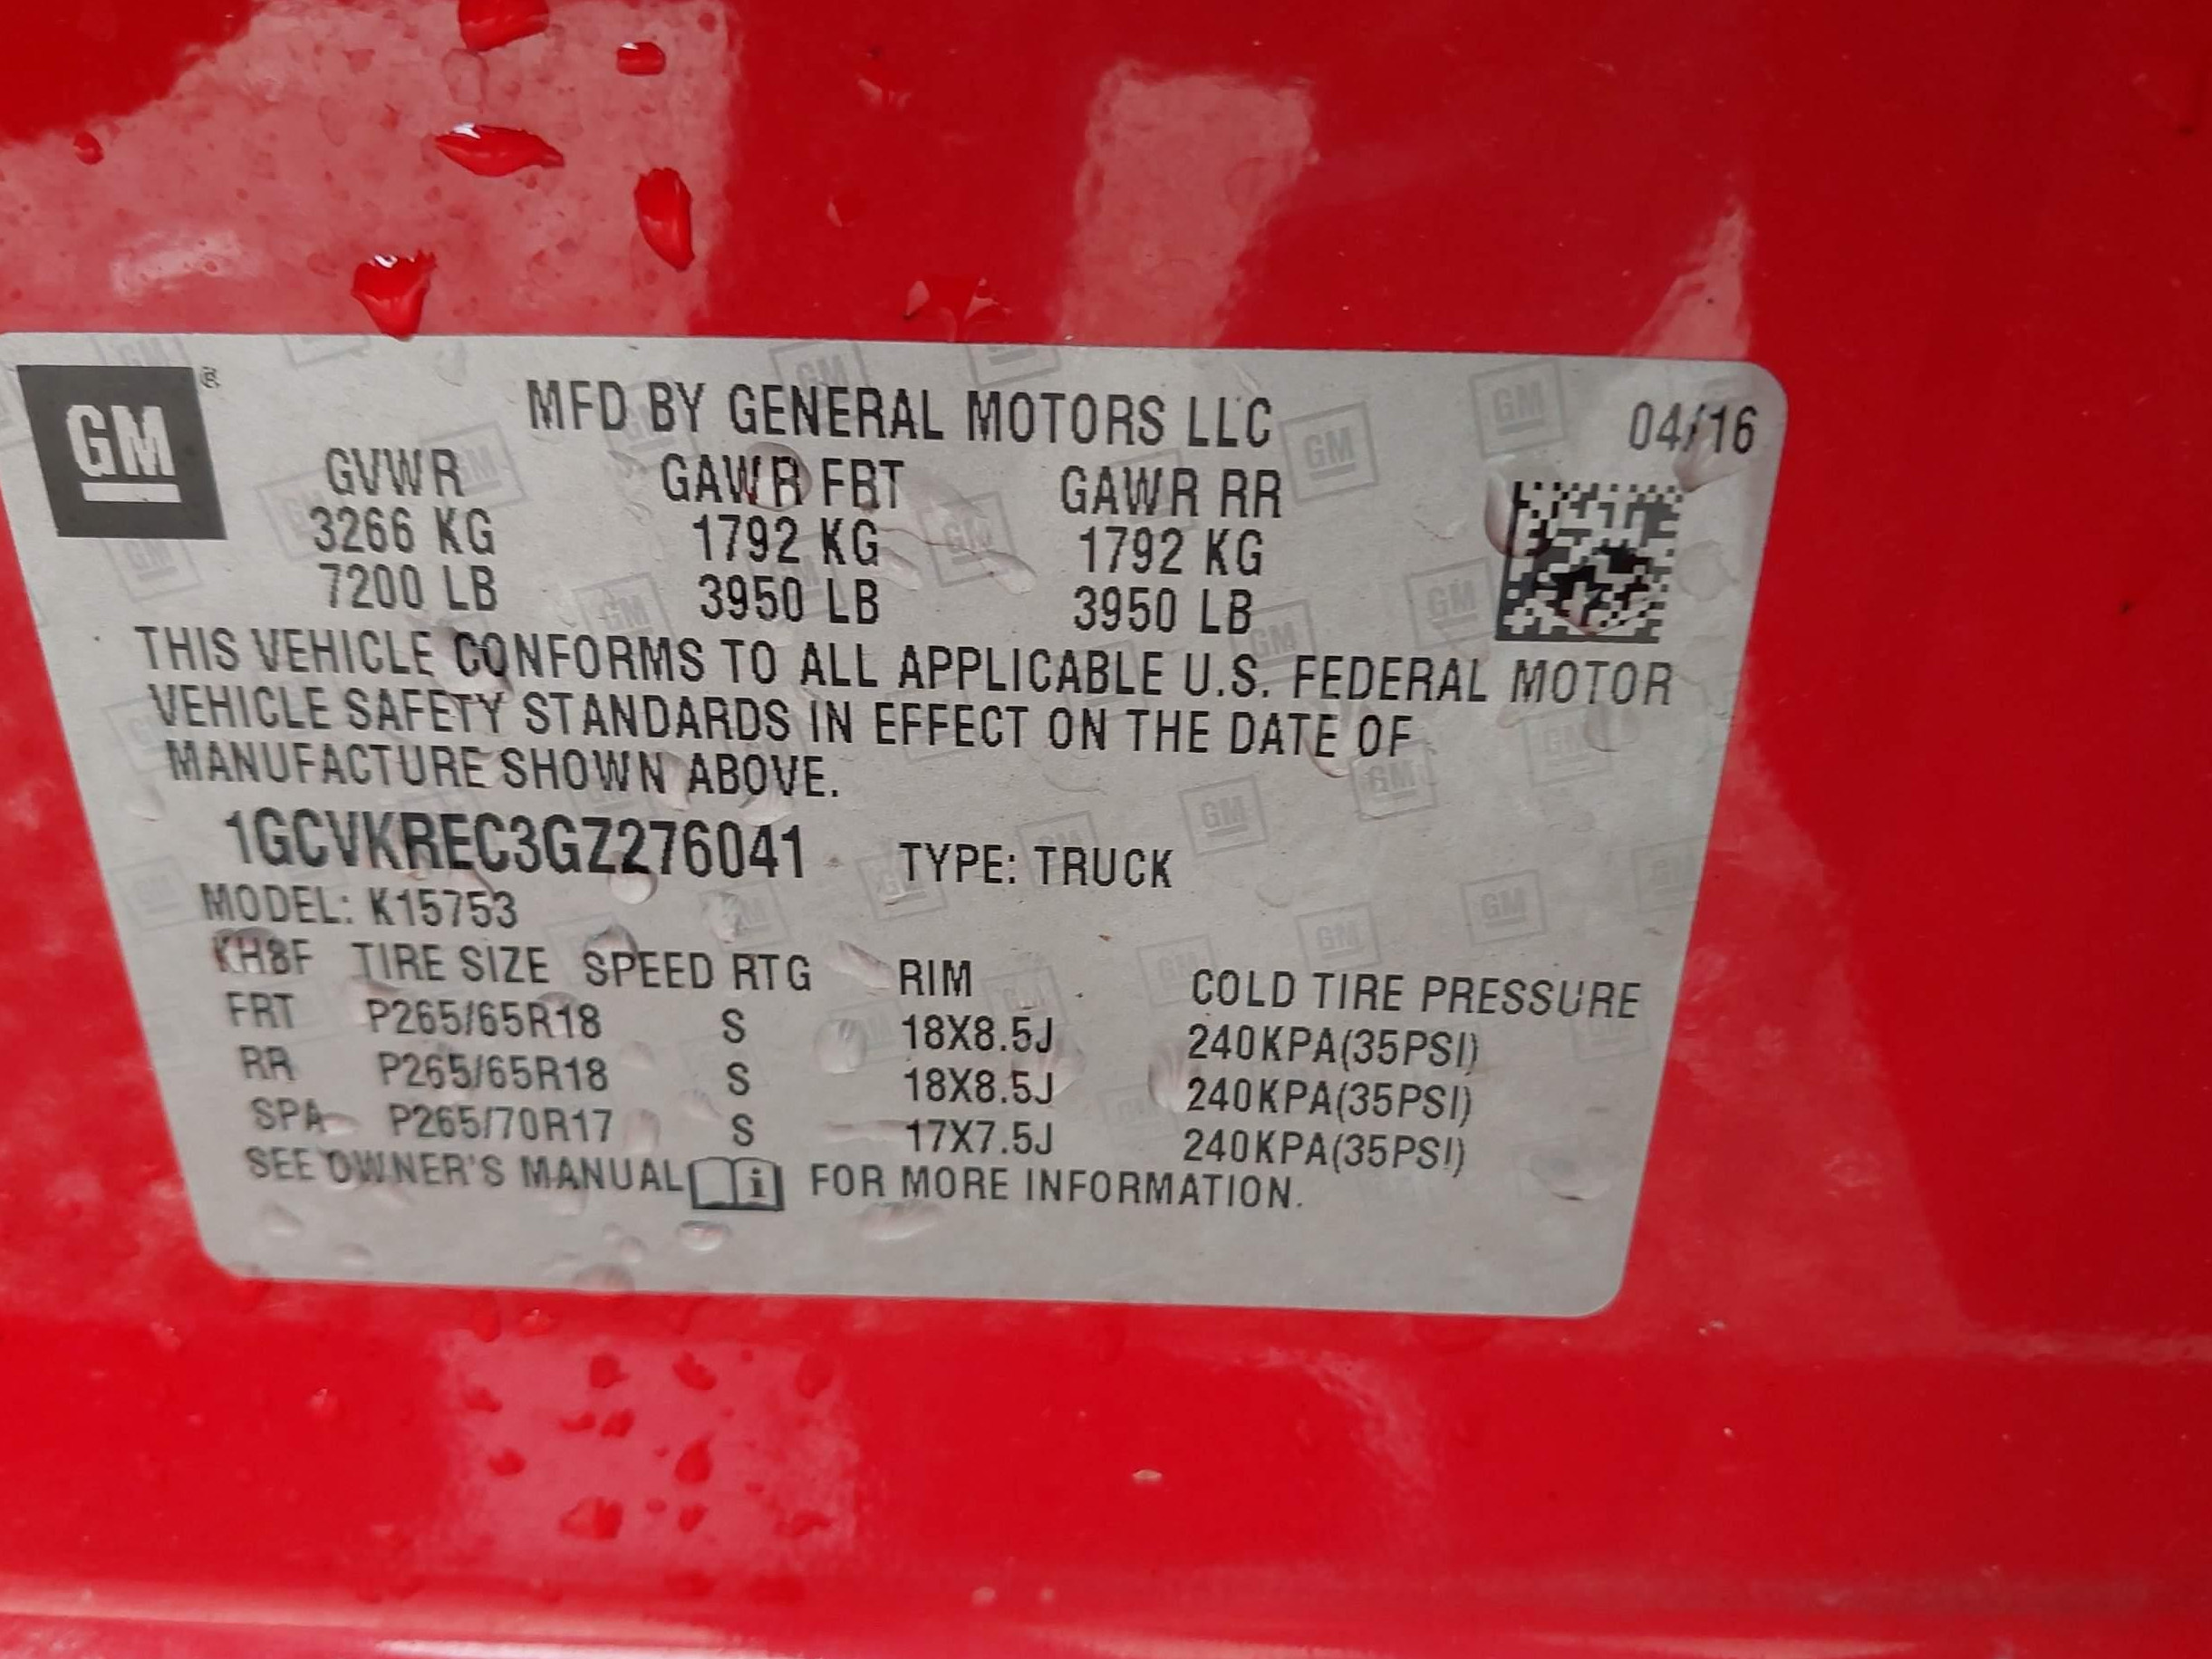 GM ®
MFD BY GENERAL MOTORS LLC 04/16
GVWR GAWR FRT GAWR RR
3266 KG 1792 KG 1792 KG
7200 LB 3950 LB 3950 LB
THIS VEHICLE CONFORMS TO ALL APPLICABLE U.S. FEDERAL MOTOR
VEHICLE SAFETY STANDARDS IN EFFECT ON THE DATE OF
MANUFACTURE SHOWN ABOVE.
1GCVKREC3GZ276041 TYPE: TRUCK
MODEL: K15753
KH8F TIRE SIZE SPEED RTG RIM COLD TIRE PRESSURE
FRT P265/65R18 S 18X8.5J 240KPA(35PSI)
RR P265/65R18 S 18X8.5J 240KPA(35PSI)
SPA P265/70R17 S 17X7.5J 240KPA(35PSI)
SEE OWNER'S MANUAL i FOR MORE INFORMATION.